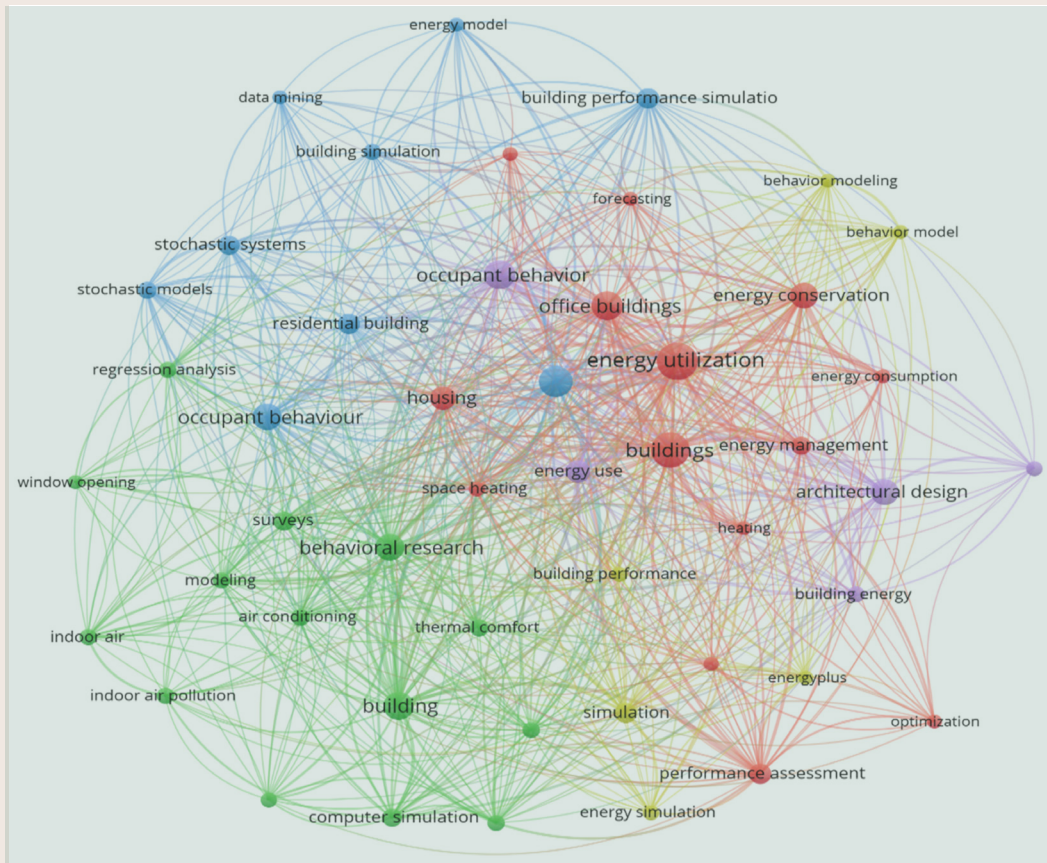 energy model
data mining
building performance simulatio
building simulation
behavior modeling
forecasting
behavior model
stochastic systems
occupant behavior
stochastic models
energy conservation
office buildings
residential building
energy utilization
regression analysis
energy consumption
housing
occupant behaviour
energy management
buildings
energy use
window opening
space heating
architectural design
surveys
heating
behavioral research
building performance
modeling
building energy
air conditioning
thermal comfort
indoor air
energyplus
indoor air pollution
building
simulation
optimization
performance assessment
energy simulation
computer simulation